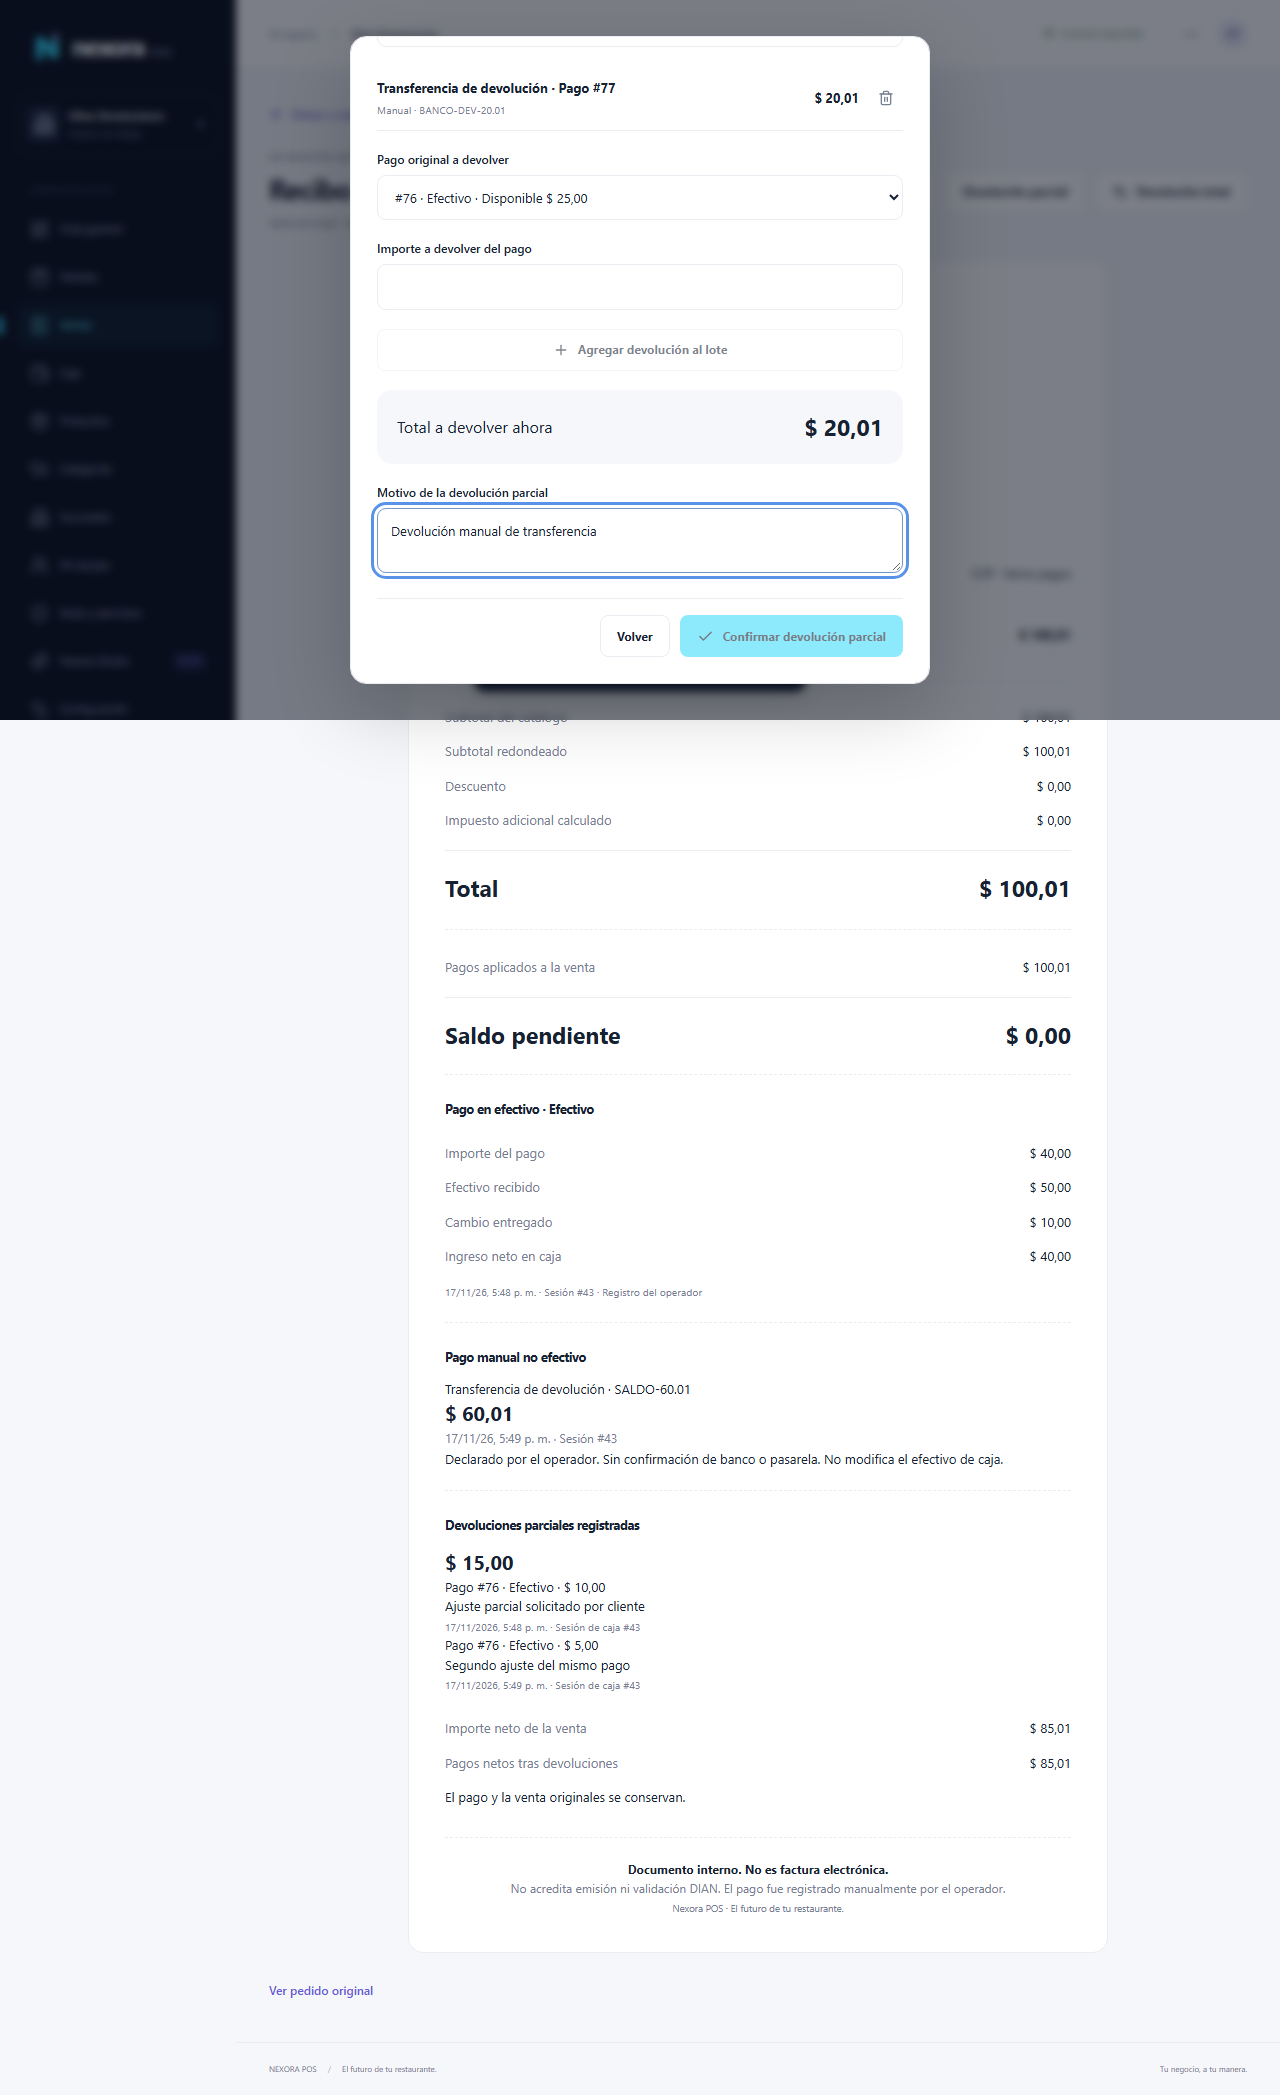 nexora
Transferencia de devolución · Pago #77
Manual · BANCO-DEV-20.01
$ 20,01
Pago original a devolver
#76 · Efectivo · Disponible $ 25,00
Importe a devolver del pago
Agregar devolución al lote
Total a devolver ahora
$ 20,01
Motivo de la devolución parcial
Devolución manual de transferencia
Volver
Confirmar devolución parcial
Subtotal del catálogo
$ 100,01
Subtotal redondeado
$ 100,01
Descuento
$ 0,00
Impuesto adicional calculado
$ 0,00
Total
$ 100,01
Pagos aplicados a la venta
$ 100,01
Saldo pendiente
$ 0,00
Pago en efectivo · Efectivo
Importe del pago
$ 40,00
Efectivo recibido
$ 50,00
Cambio entregado
$ 10,00
Ingreso neto en caja
$ 40,00
17/11/26, 5:48 p. m. · Sesión #43 · Registro del operador
Pago manual no efectivo
Transferencia de devolución · SALDO-60.01
$ 60,01
17/11/26, 5:49 p. m. · Sesión #43
Declarado por el operador. Sin confirmación de banco o pasarela. No modifica el efectivo de caja.
Devoluciones parciales registradas
$ 15,00
Pago #76 · Efectivo · $ 10,00
Ajuste parcial solicitado por cliente
17/11/2026, 5:48 p. m. · Sesión de caja #43
Pago #76 · Efectivo · $ 5,00
Segundo ajuste del mismo pago
17/11/2026, 5:49 p. m. · Sesión de caja #43
Importe neto de la venta
$ 85,01
Pagos netos tras devoluciones
$ 85,01
El pago y la venta originales se conservan.
Documento interno. No es factura electrónica.
No acredita emisión ni validación DIAN. El pago fue registrado manualmente por el operador.
Nexora POS · El futuro de tu restaurante.
Ver pedido original
NEXORA POS / El futuro de tu restaurante.
Tu negocio, a tu manera.